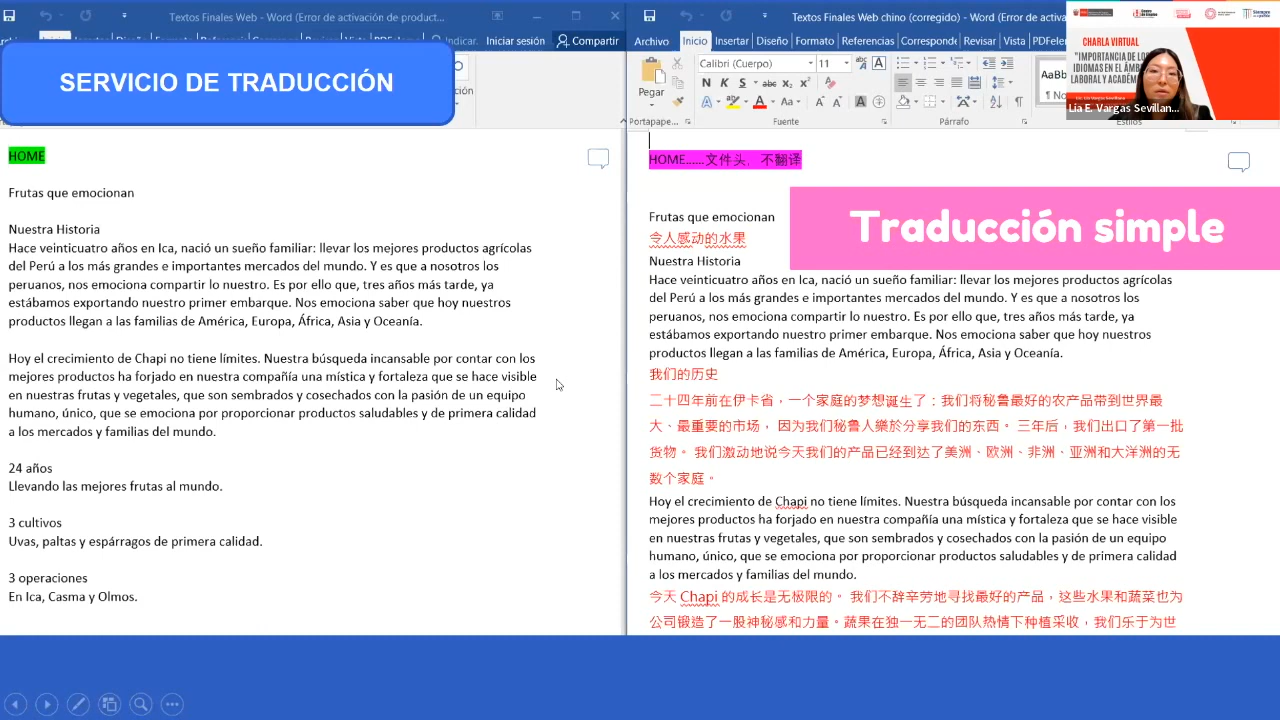 Textos Finales Web - Word (Error de activación de product...
Textos Finales Web chino (corregido) - Word (Error de activa
Iniciar sesión
Compartir
Archivo
Inicio
Insertar
Diseño
Formato
Referencias
Corresponde
Revisar
Vista
PDFelem
SERVICIO DE TRADUCCIÓN
Pegar
Calibri (Cuerpo)
11
Portapape...
Fuente
Párrafo
Estilos
CHARLA VIRTUAL
"IMPORTANCIA DE LOS
IDIOMAS EN EL ÁMB
LABORAL Y ACADÉM
Lia E. Vargas Sevillan...
HOME
Frutas que emocionan
Nuestra Historia
Hace veinticuatro años en Ica, nació un sueño familiar: llevar los mejores productos agrícolas
del Perú a los más grandes e importantes mercados del mundo. Y es que a nosotros los
peruanos, nos emociona compartir lo nuestro. Es por ello que, tres años más tarde, ya
estábamos exportando nuestro primer embarque. Nos emociona saber que hoy nuestros
productos llegan a las familias de América, Europa, África, Asia y Oceanía.
Hoy el crecimiento de Chapi no tiene límites. Nuestra búsqueda incansable por contar con los
mejores productos ha forjado en nuestra compañía una mística y fortaleza que se hace visible
en nuestras frutas y vegetales, que son sembrados y cosechados con la pasión de un equipo
humano, único, que se emociona por proporcionar productos saludables y de primera calidad
a los mercados y familias del mundo.
24 años
Llevando las mejores frutas al mundo.
3 cultivos
Uvas, paltas y espárragos de primera calidad.
3 operaciones
En Ica, Casma y Olmos.
HOME......文件头，不翻译
Traducción simple
Frutas que emocionan
令人感动的水果
Nuestra Historia
Hace veinticuatro años en Ica, nació un sueño familiar: llevar los mejores productos agrícolas
del Perú a los más grandes e importantes mercados del mundo. Y es que a nosotros los
peruanos, nos emociona compartir lo nuestro. Es por ello que, tres años más tarde, ya
estábamos exportando nuestro primer embarque. Nos emociona saber que hoy nuestros
productos llegan a las familias de América, Europa, África, Asia y Oceanía.
我们的历史
二十四年前在伊卡省，一个家庭的梦想诞生了：我们将秘鲁最好的农产品带到世界最
大、最重要的市场， 因为我们秘鲁人樂於分享我们的东西。 三年后，我们出口了第一批
货物。 我们激动地说今天我们的产品已经到达了美洲、欧洲、非洲、亚洲和大洋洲的无
数个家庭。
Hoy el crecimiento de Chapi no tiene límites. Nuestra búsqueda incansable por contar con los
mejores productos ha forjado en nuestra compañía una mística y fortaleza que se hace visible
en nuestras frutas y vegetales, que son sembrados y cosechados con la pasión de un equipo
humano, único, que se emociona por proporcionar productos saludables y de primera calidad
a los mercados y familias del mundo.
今天 Chapi 的成长是无极限的。 我们不辞辛劳地寻找最好的产品，这些水果和蔬菜也为
公司锻造了一股神秘感和力量。蔬果在独一无二的团队热情下种植采收，我们乐于为世